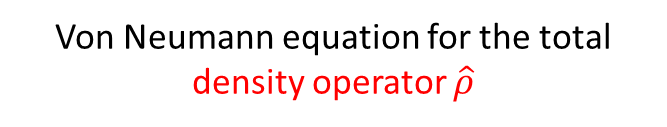 Von Neumann equation for the total
density operator ρ̂